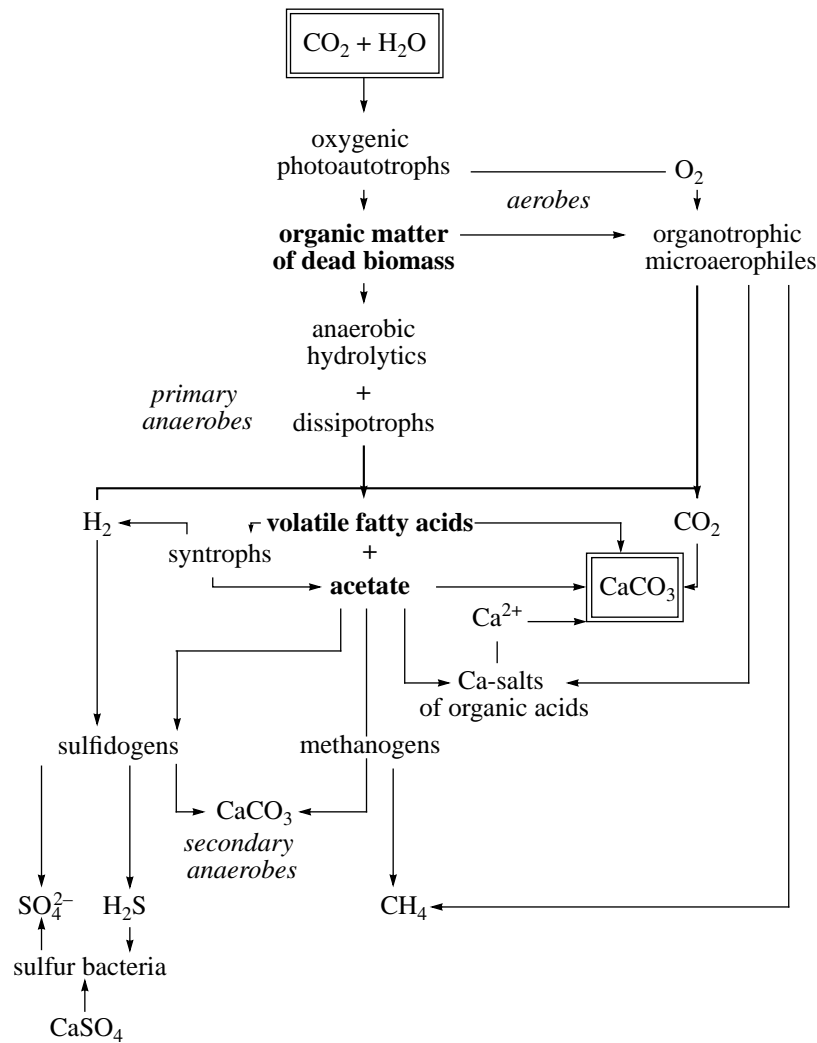 CO₂ + H₂O
oxygenic
photoautotrophs
O₂
aerobes
organic matter
of dead biomass
organotrophic
microaerophiles
anaerobic
hydrolytics
+
primary
anaerobes
dissipotrophs
H₂
volatile fatty acids
CO₂
syntrophs
+
acetate
CaCO₃
Ca²⁺
Ca-salts
of organic acids
sulfidogens
methanogens
CaCO₃
secondary
anaerobes
SO₄²⁻
H₂S
CH₄
sulfur bacteria
CaSO₄